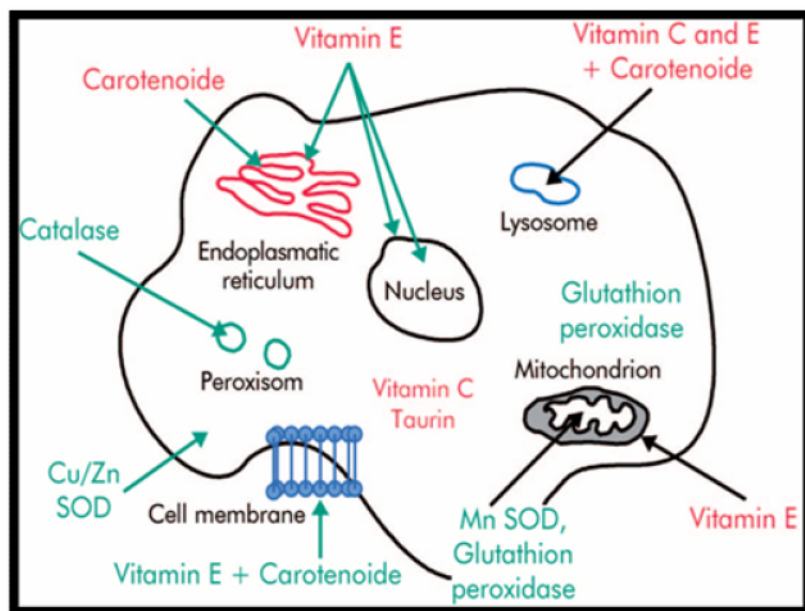 Vitamin E
Vitamin C and E
+ Carotenoide
Carotenoide
Lysosome
Catalase
Endoplasmatic
reticulum
Nucleus
Glutathion
peroxidase
Peroxisom
Mitochondrion
Vitamin C
Taurin
Cu/Zn
SOD
Cell membrane
Mn SOD,
Glutathion
peroxidase
Vitamin E
Vitamin E + Carotenoide